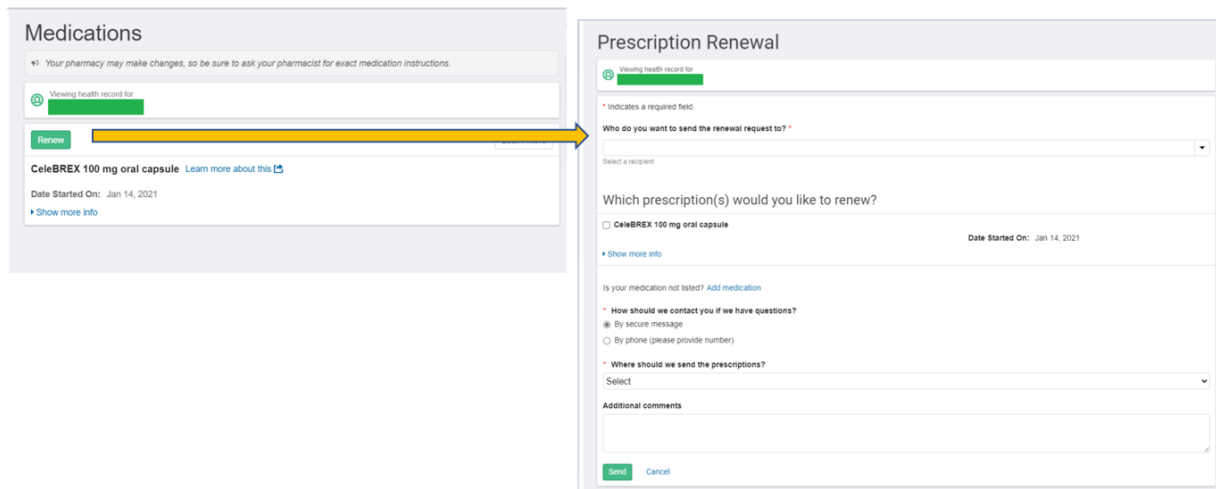 Medications
Your pharmacy may make changes, so be sure to ask your pharmacist for exact medication instructions.
Viewing health record for
Renew
CeleBREX 100 mg oral capsule Learn more about this
Date Started On: Jan 14, 2021
Show more info
Prescription Renewal
Viewing health record for
* Indicates a required field.
Who do you want to send the renewal request to? *
Select a recipient
Which prescription(s) would you like to renew?
CeleBREX 100 mg oral capsule
Date Started On: Jan 14, 2021
Show more info
Is your medication not listed? Add medication
* How should we contact you if we have questions?
By secure message
By phone (please provide number)
* Where should we send the prescriptions?
Select
Additional comments
Send Cancel